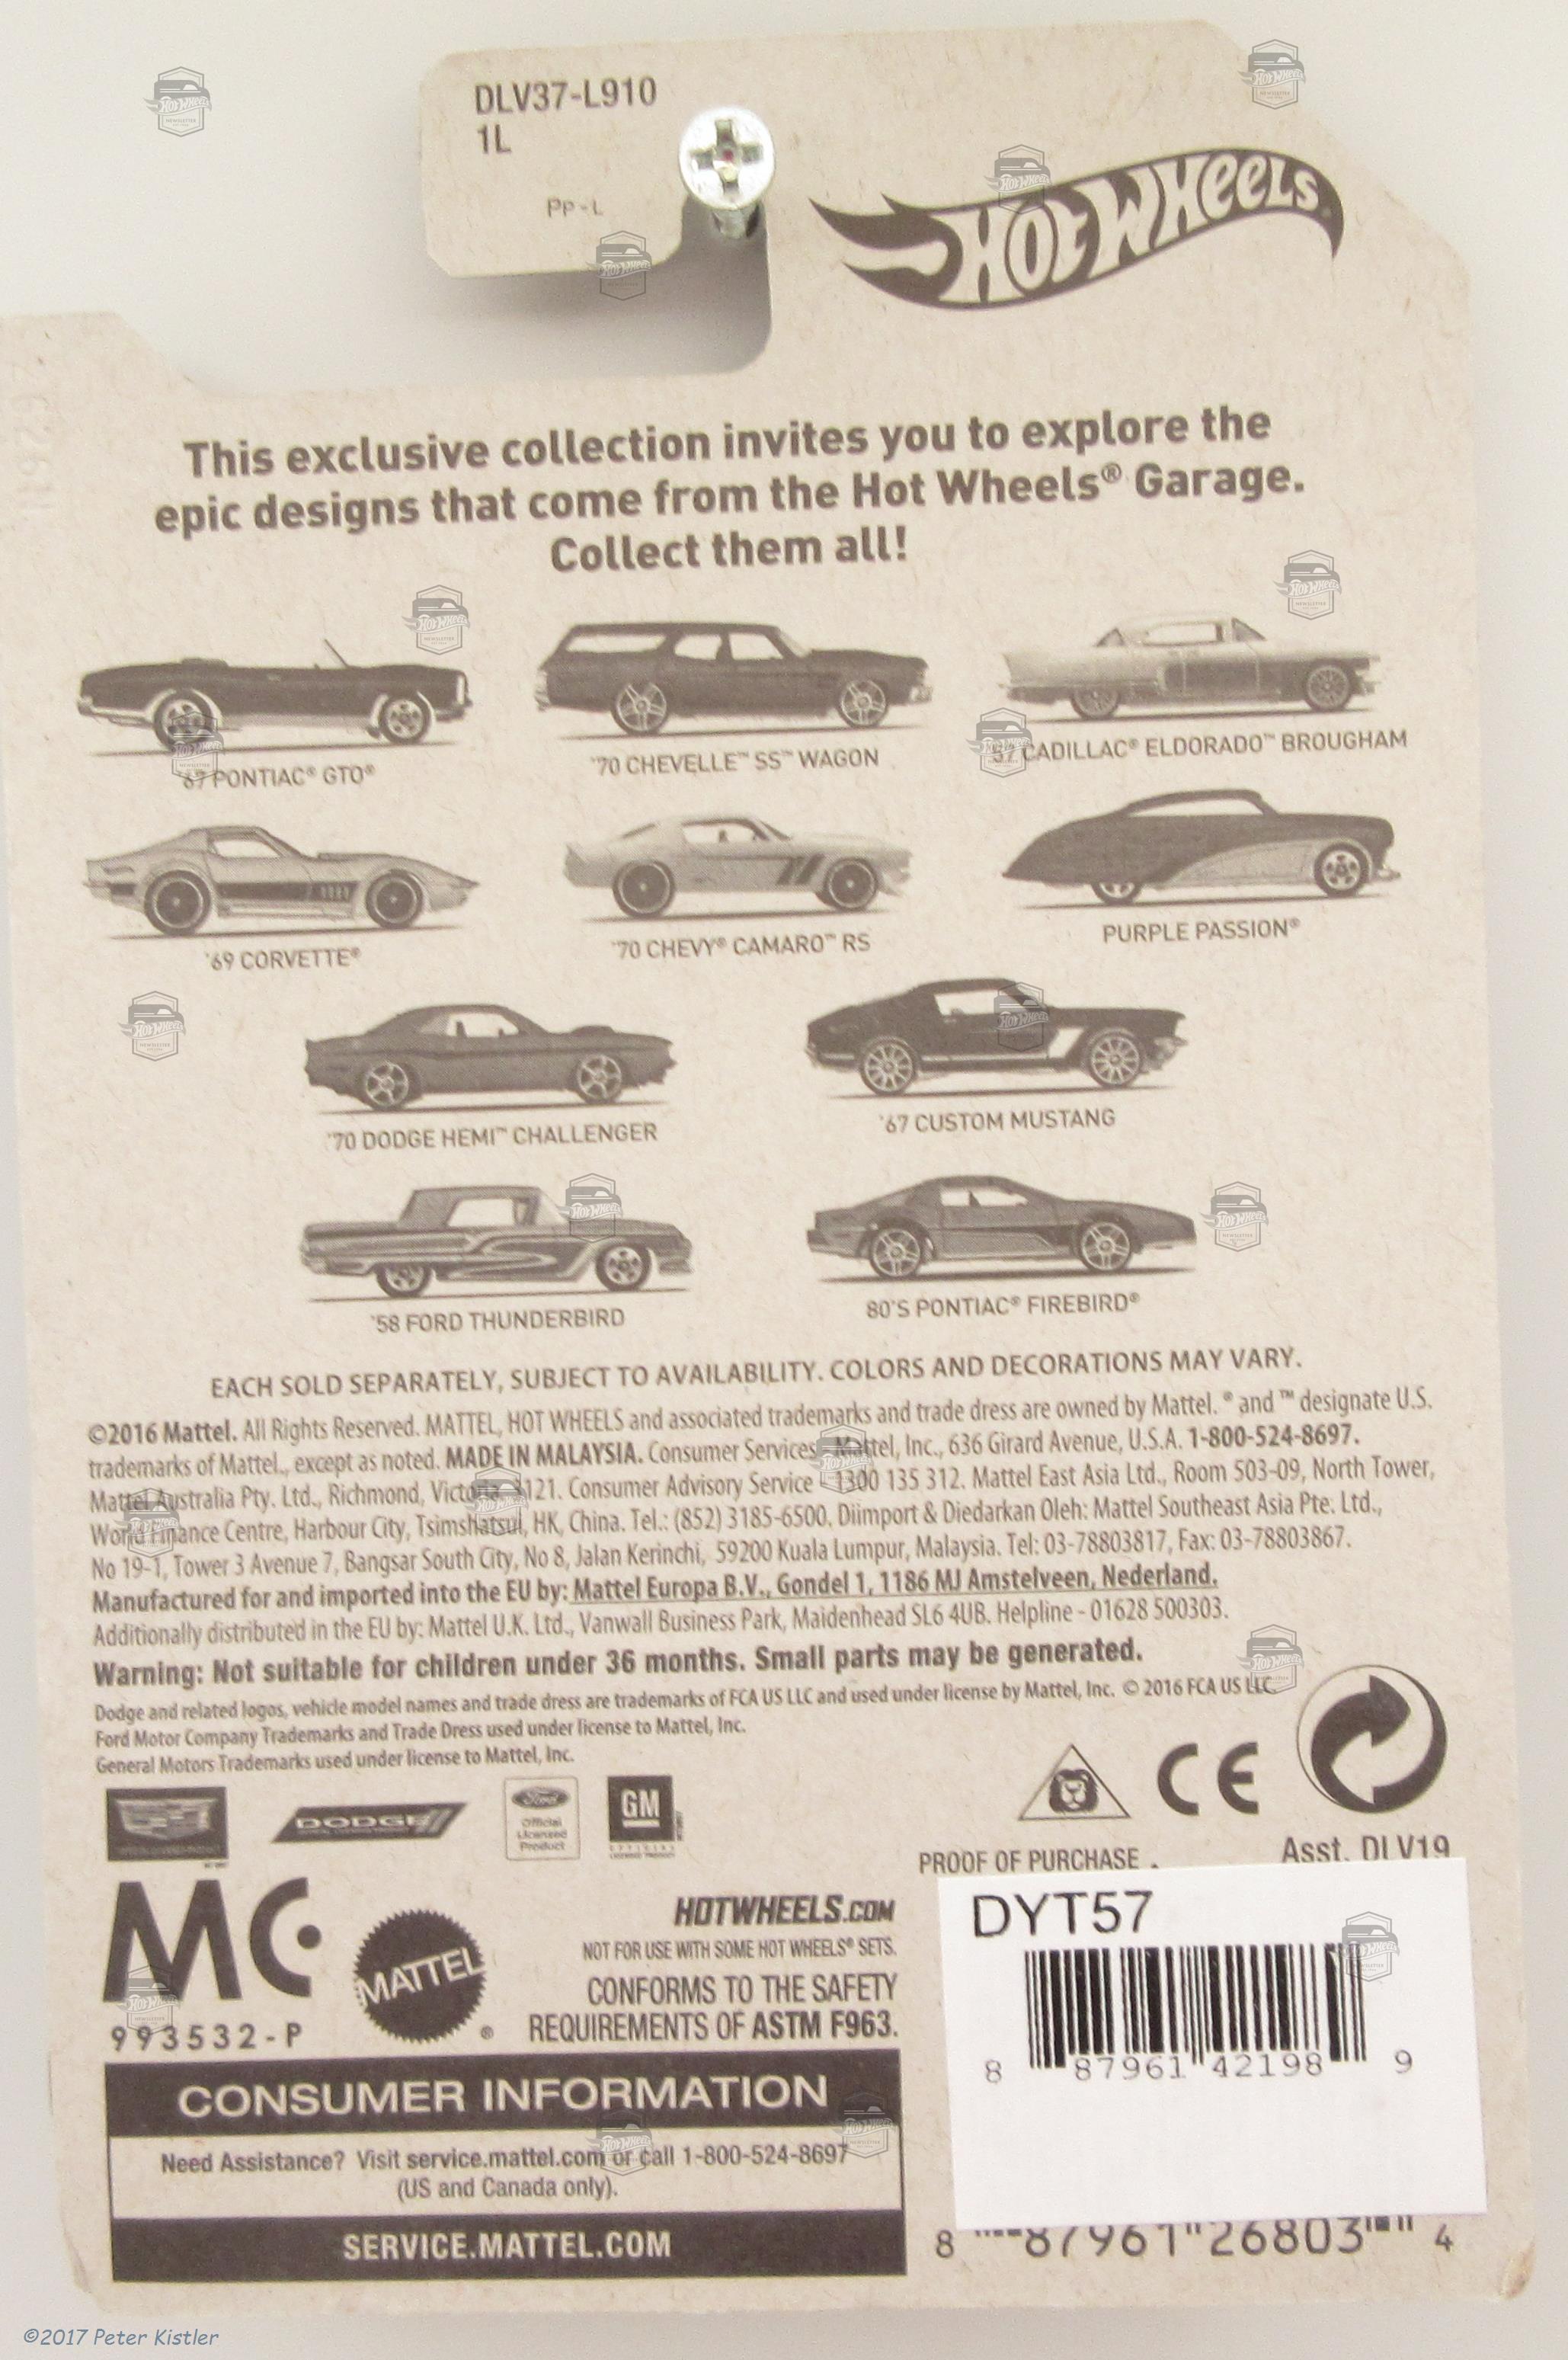 DLV37-L910
1L
PP-L
HOT WHEELS®
This exclusive collection invites you to explore the
epic designs that come from the Hot Wheels® Garage.
Collect them all!
'67 PONTIAC® GTO®
'70 CHEVELLE™ SS™ WAGON
'57 CADILLAC® ELDORADO™ BROUGHAM
'69 CORVETTE®
'70 CHEVY® CAMARO™ RS
PURPLE PASSION®
'70 DODGE HEMI™ CHALLENGER
'67 CUSTOM MUSTANG
'58 FORD THUNDERBIRD
80'S PONTIAC® FIREBIRD®
EACH SOLD SEPARATELY, SUBJECT TO AVAILABILITY. COLORS AND DECORATIONS MAY VARY.
©2016 Mattel. All Rights Reserved. MATTEL, HOT WHEELS and associated trademarks and trade dress are owned by Mattel. ® and ™ designate U.S.
trademarks of Mattel., except as noted. MADE IN MALAYSIA. Consumer Services - Mattel, Inc., 636 Girard Avenue, U.S.A. 1-800-524-8697.
Mattel Australia Pty. Ltd., Richmond, Victoria. 3121. Consumer Advisory Service - 1300 135 312. Mattel East Asia Ltd., Room 503-09, North Tower,
World Finance Centre, Harbour City, Tsimshatsui, HK, China. Tel.: (852) 3185-6500. Diimport & Diedarkan Oleh: Mattel Southeast Asia Pte. Ltd.,
No 19-1, Tower 3 Avenue 7, Bangsar South City, No 8, Jalan Kerinchi, 59200 Kuala Lumpur, Malaysia. Tel: 03-78803817, Fax: 03-78803867.
Manufactured for and imported into the EU by: Mattel Europa B.V., Gondel 1, 1186 MJ Amstelveen, Nederland.
Additionally distributed in the EU by: Mattel U.K. Ltd., Vanwall Business Park, Maidenhead SL6 4UB. Helpline - 01628 500303.
Warning: Not suitable for children under 36 months. Small parts may be generated.
Dodge and related logos, vehicle model names and trade dress are trademarks of FCA US LLC and used under license by Mattel, Inc. © 2016 FCA US LLC.
Ford Motor Company Trademarks and Trade Dress used under license to Mattel, Inc.
General Motors Trademarks used under license to Mattel, Inc.
CE
DODGE
Ford
Official
Licensed
Product
GM
OFFICIAL
LICENSED PRODUCT
PROOF OF PURCHASE
Asst. DLV19
MC
993532-P
MATTEL®
HOTWHEELS.COM
NOT FOR USE WITH SOME HOT WHEELS® SETS.
CONFORMS TO THE SAFETY
REQUIREMENTS OF ASTM F963.
DYT57
8 87961 42198 9
8 87961 26803 4
CONSUMER INFORMATION
Need Assistance? Visit service.mattel.com or call 1-800-524-8697
(US and Canada only).
SERVICE.MATTEL.COM
©2017 Peter Kistler